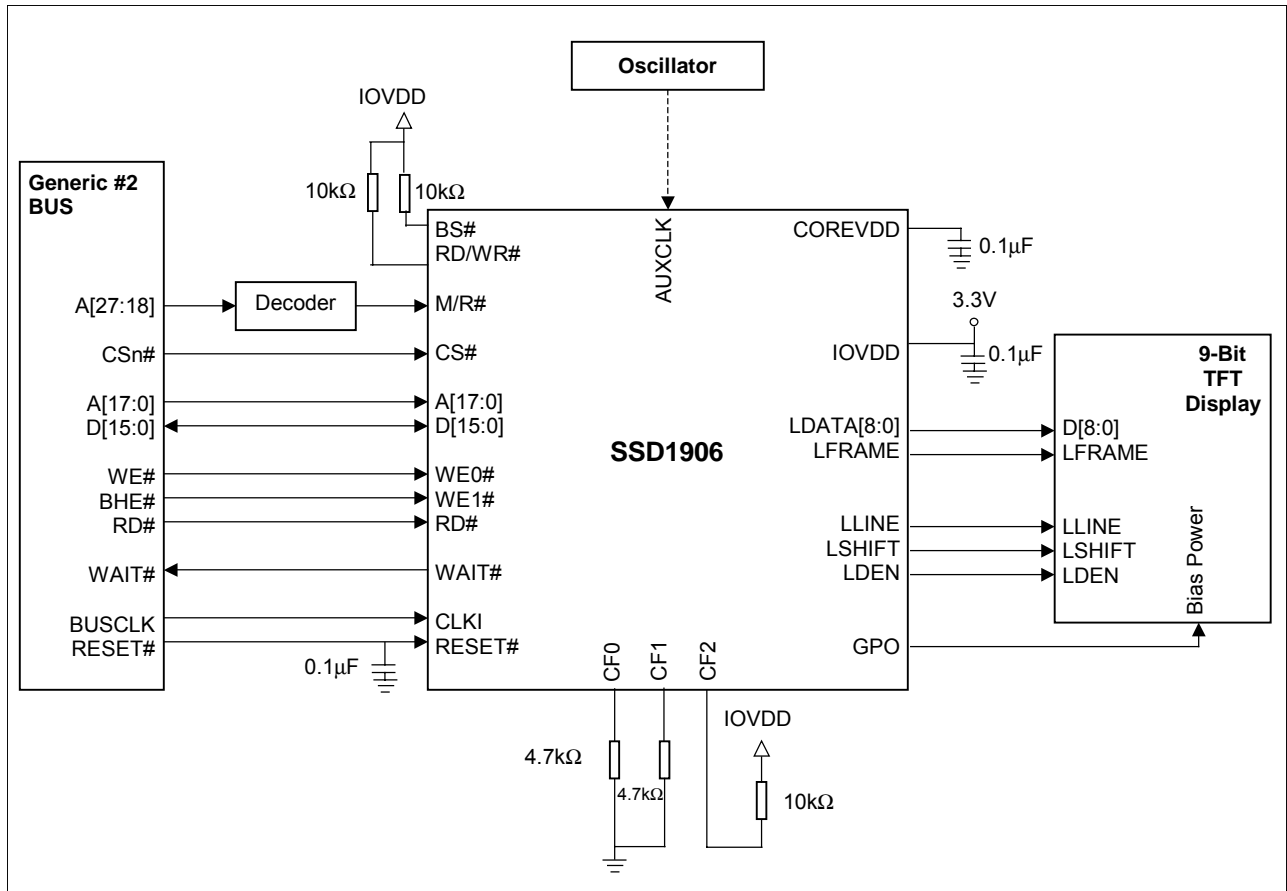 Oscillator
IOVDD
Generic #2
BUS
10kΩ
10kΩ
BS#
RD/WR#
AUXCLK
COREVDD
0.1μF
A[27:18]
Decoder
M/R#
3.3V
CSn#
CS#
IOVDD
0.1μF
9-Bit
TFT
Display
A[17:0]
A[17:0]
D[15:0]
D[15:0]
SSD1906
LDATA[8:0]
D[8:0]
LFRAME
LFRAME
WE#
WE0#
BHE#
WE1#
RD#
RD#
LLINE
LLINE
LSHIFT
LSHIFT
LDEN
LDEN
Bias Power
WAIT#
WAIT#
BUSCLK
CLKI
RESET#
RESET#
GPO
0.1μF
CF0
CF1
CF2
IOVDD
4.7kΩ
4.7kΩ
10kΩ